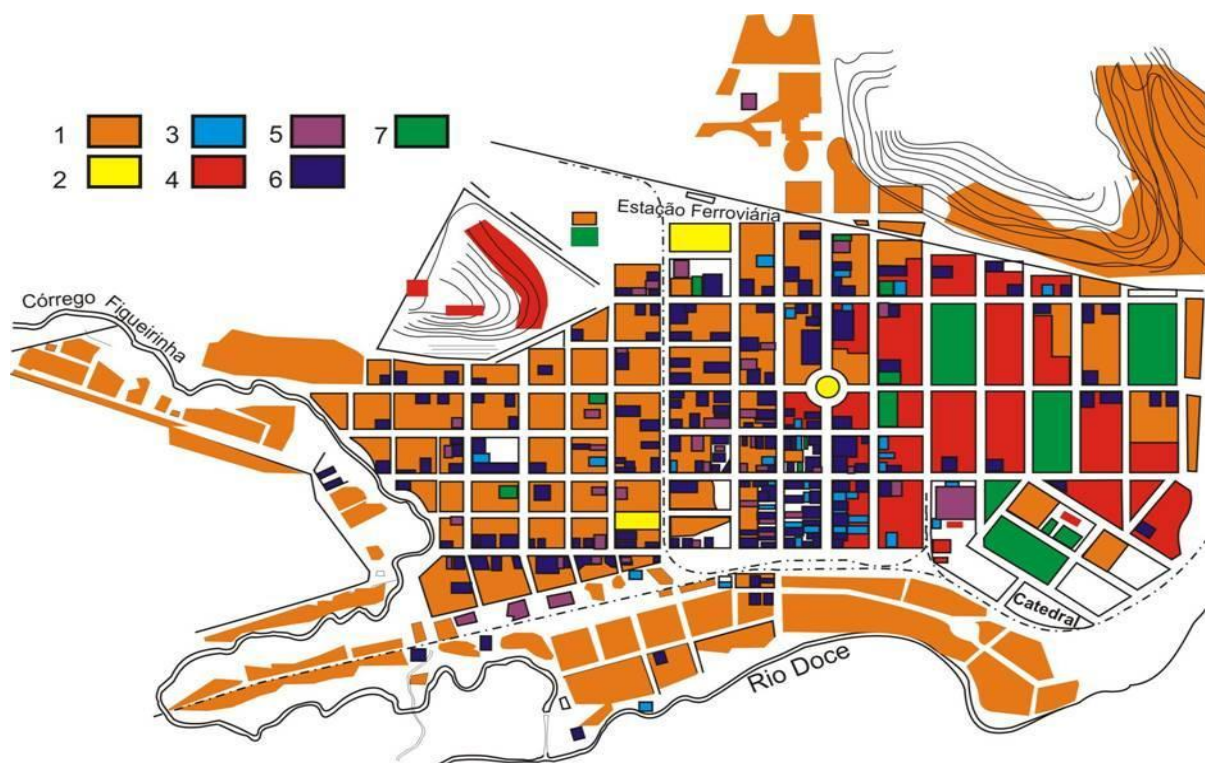 1 3 5 7
2 4 6
Estação Ferroviária
Córrego Figueirinha
Catedral
Rio Doce